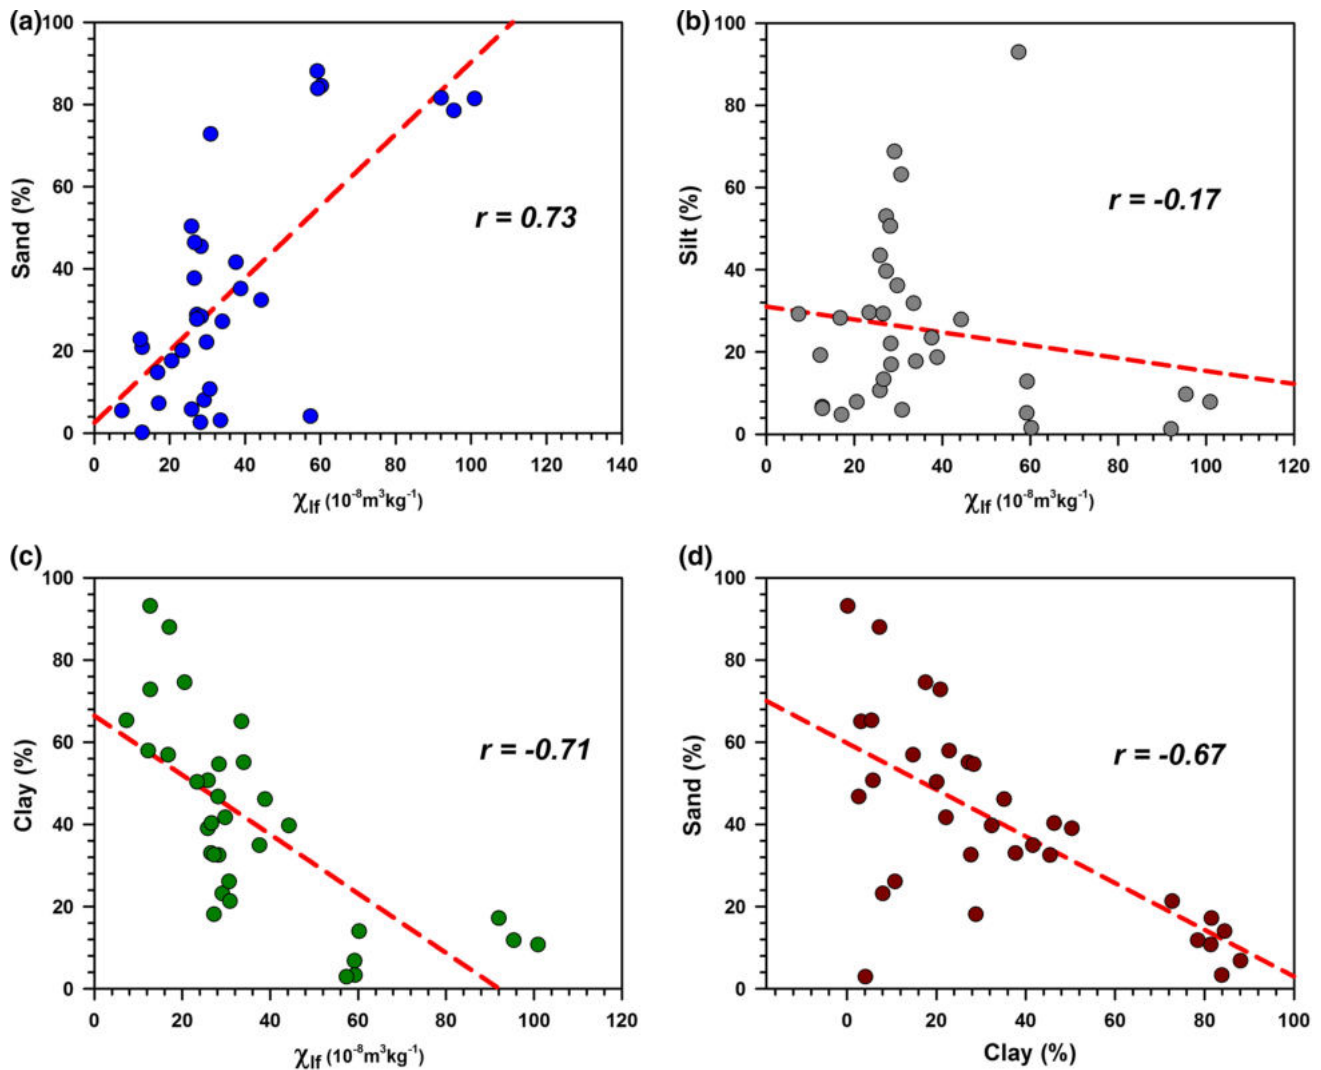 (a)
100
80
60
40
20
0
Sand (%)
r = 0.73
0 20 40 60 80 100 120 140
χlf (10⁻⁸m³kg⁻¹)
(b)
100
80
60
40
20
0
Silt (%)
r = -0.17
0 20 40 60 80 100 120
χlf (10⁻⁸m³kg⁻¹)
(c)
100
80
60
40
20
0
Clay (%)
r = -0.71
0 20 40 60 80 100 120
χlf (10⁻⁸m³kg⁻¹)
(d)
100
80
60
40
20
0
Sand (%)
r = -0.67
0 20 40 60 80 100
Clay (%)